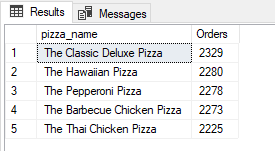 Results Messages
pizza_name Orders
1 The Classic Deluxe Pizza 2329
2 The Hawaiian Pizza 2280
3 The Pepperoni Pizza 2278
4 The Barbecue Chicken Pizza 2273
5 The Thai Chicken Pizza 2225